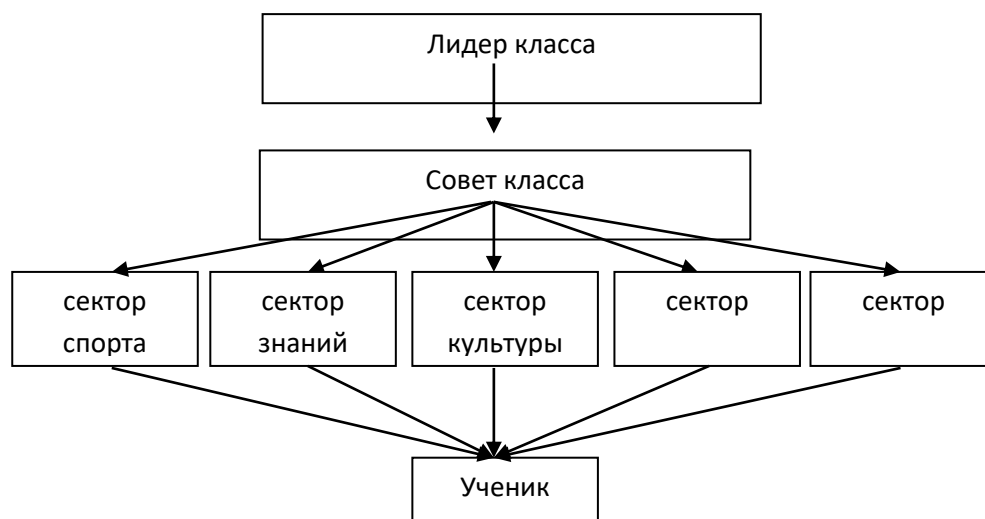 Лидер класса
Совет класса
сектор
спорта
сектор
знаний
сектор
культуры
сектор
сектор
Ученик